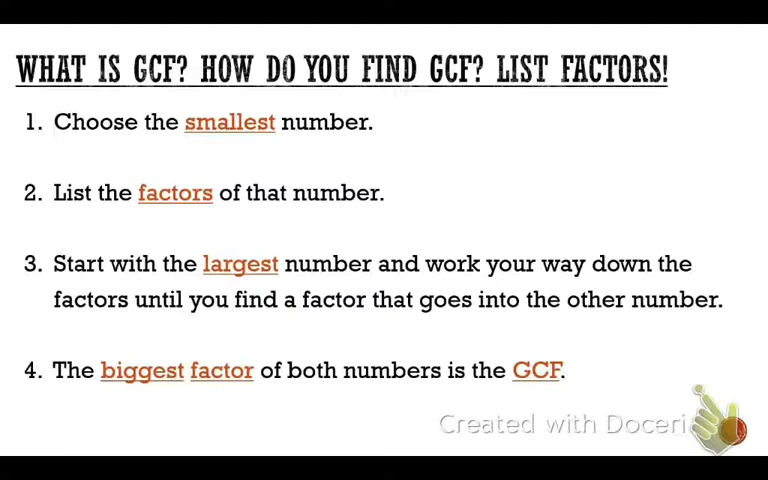 WHAT IS GCF? HOW DO YOU FIND GCF? LIST FACTORS!
1. Choose the smallest number.
2. List the factors of that number.
3. Start with the largest number and work your way down the
factors until you find a factor that goes into the other number.
4. The biggest factor of both numbers is the GCF.
Created with Doceri